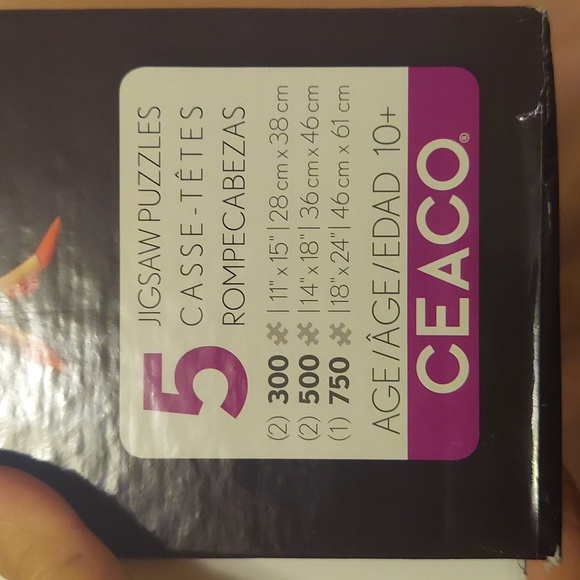 5
JIGSAW PUZZLES
CASSE-TÊTES
ROMPECABEZAS
(2) 300 | 11" x 15" | 28 cm x 38 cm
(2) 500 | 14" x 18" | 36 cm x 46 cm
(1) 750 | 18" x 24" | 46 cm x 61 cm
AGE/ÂGE/EDAD 10+
CEACO®